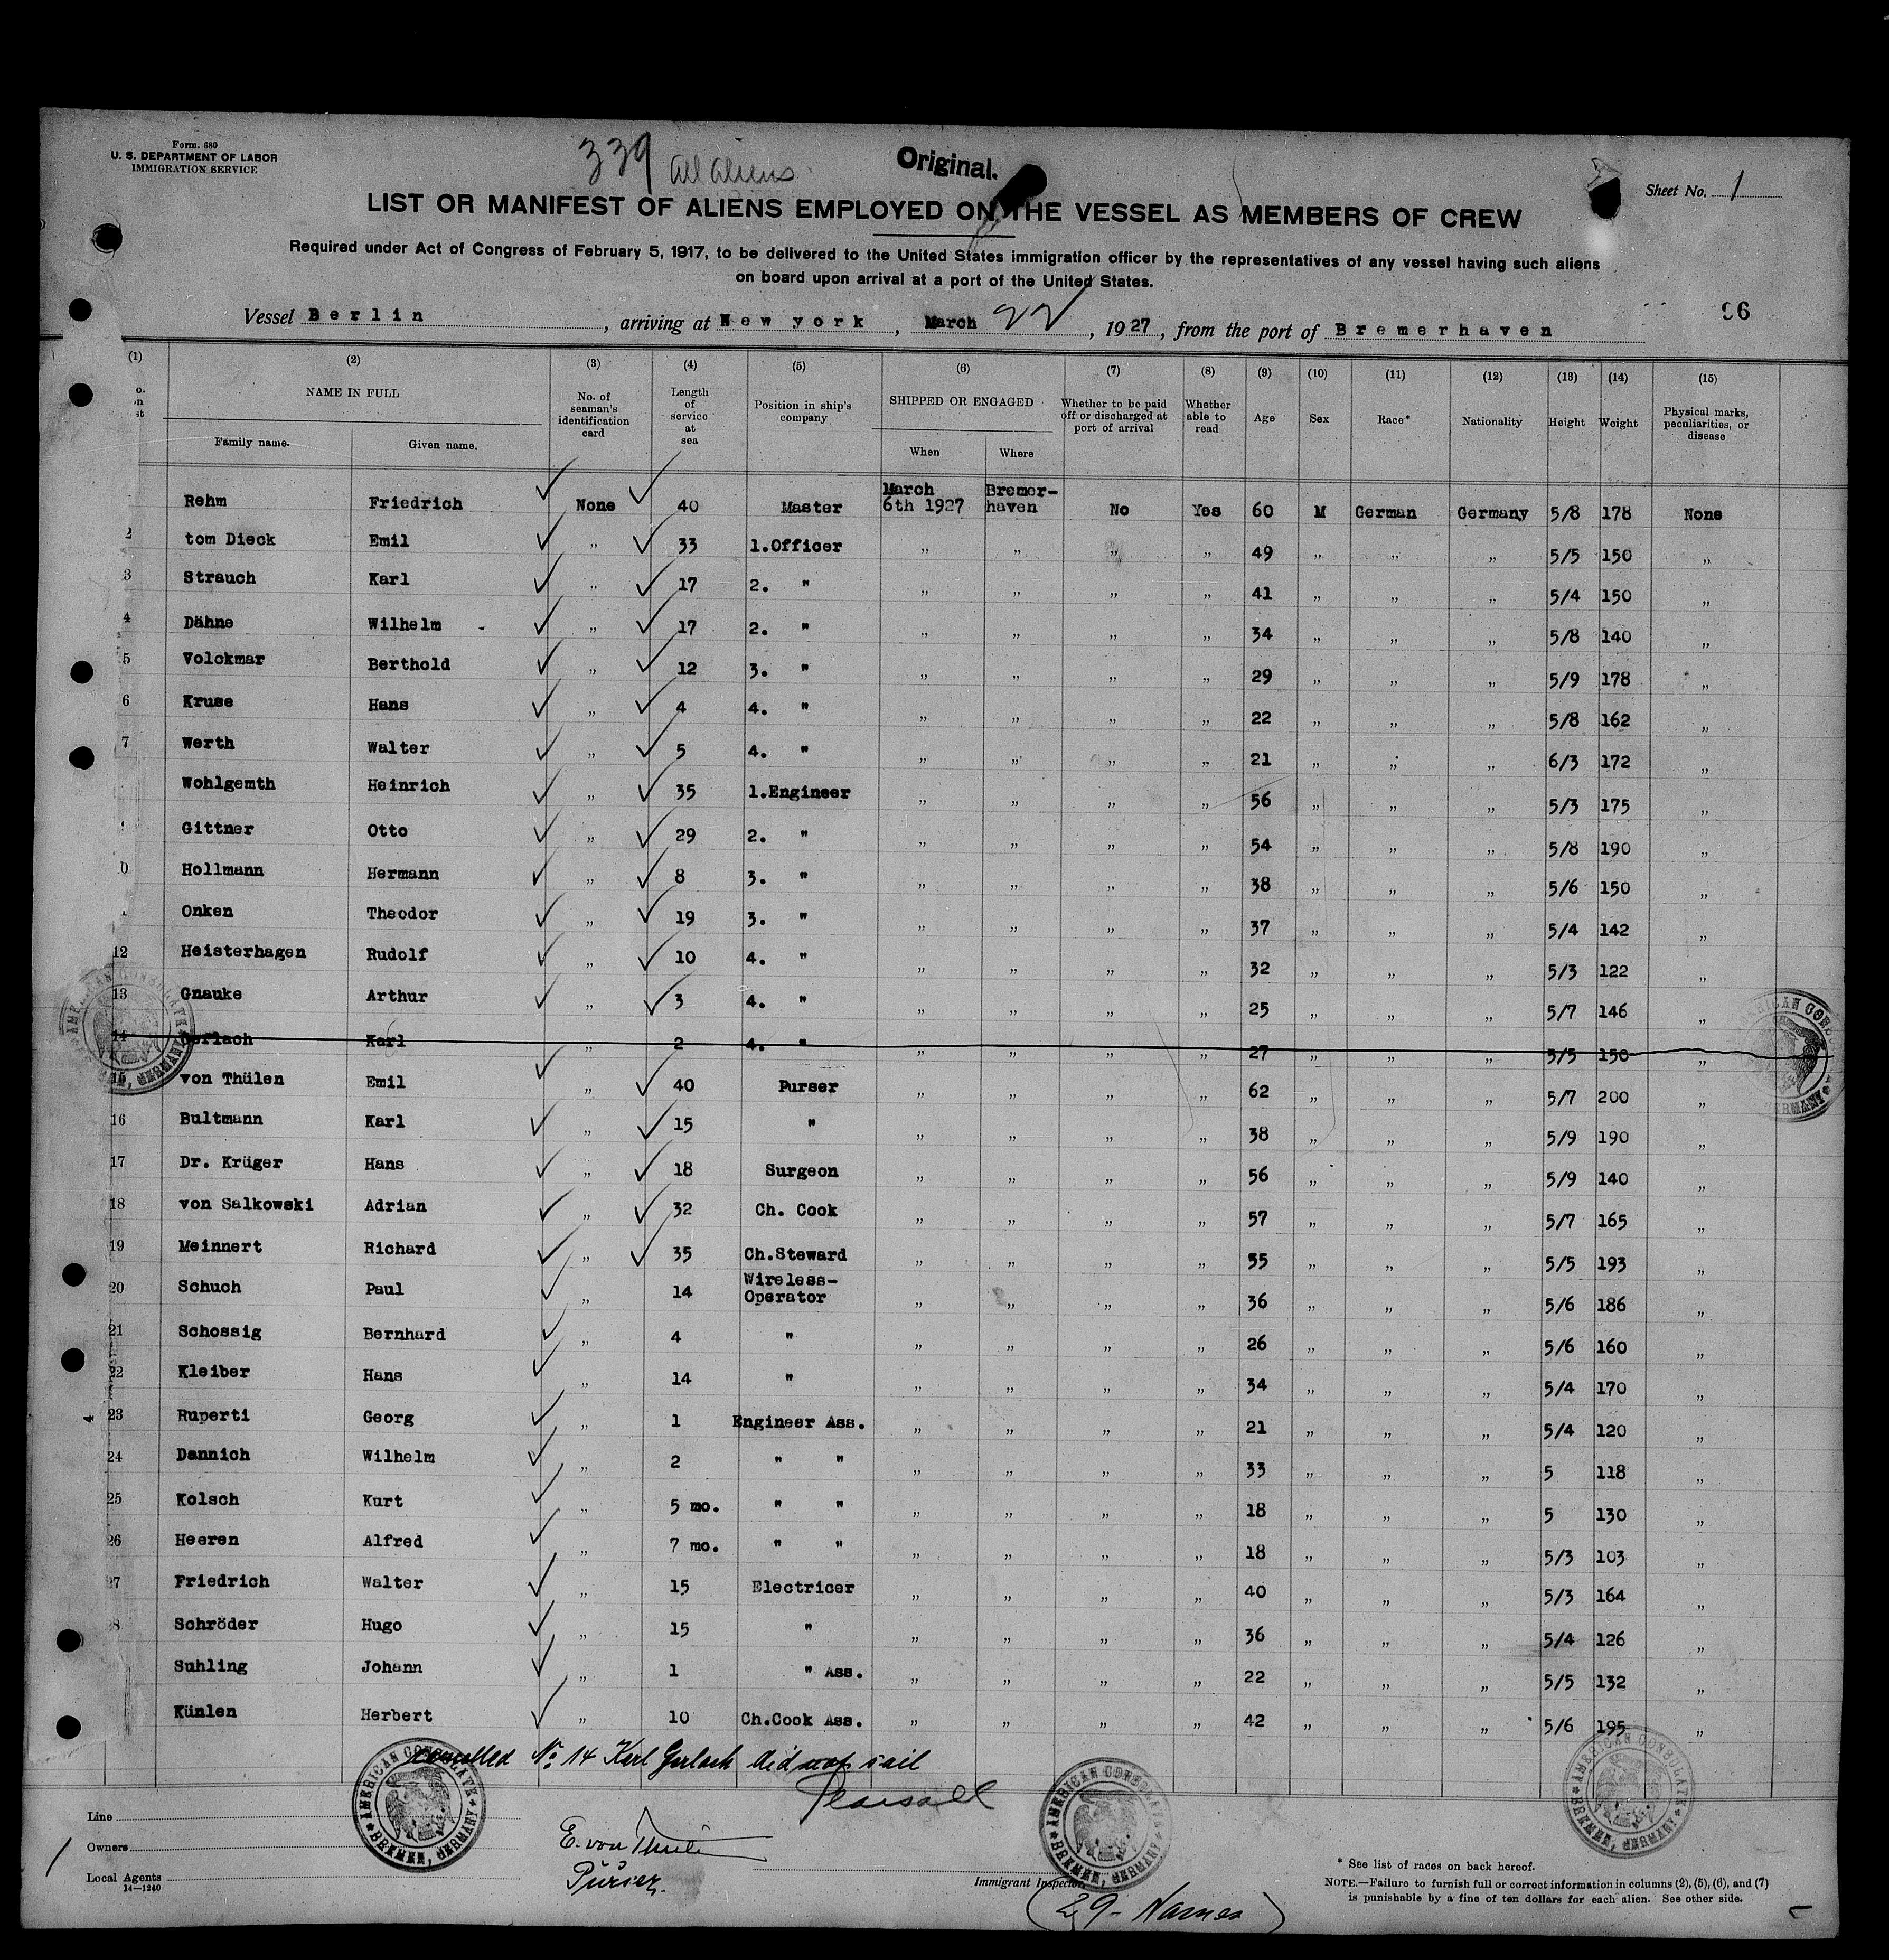 Form. 680
U. S. DEPARTMENT OF LABOR
IMMIGRATION SERVICE
339 All aliens
Original.
Sheet No. 1
LIST OR MANIFEST OF ALIENS EMPLOYED ON THE VESSEL AS MEMBERS OF CREW
Required under Act of Congress of February 5, 1917, to be delivered to the United States immigration officer by the representatives of any vessel having such aliens
on board upon arrival at a port of the United States.
Vessel Berlin, arriving at New york, March 22, 1927, from the port of Bremerhaven
96
(1) (2) (3) (4) (5) (6) (7) (8) (9) (10) (11) (12) (13) (14) (15)
NAME IN FULL
Family name. Given name.
No. of seaman's identification card
Length of service at sea
Position in ship's company
SHIPPED OR ENGAGED
When Where
Whether to be paid off or discharged at port of arrival
Whether able to read
Age
Sex
Race*
Nationality
Height
Weight
Physical marks, peculiarities, or disease
Rehm Friedrich None 40 Master March 6th 1927 Bremer-haven No Yes 60 M German Germany 5/8 178 None
2 tom Dieck Emil " 33 1.Officer " " " " 49 " " " 5/5 150 "
3 Strauch Karl " 17 2. " " " " " 41 " " " 5/4 150 "
4 Dähne Wilhelm " 17 2. " " " " " 34 " " " 5/8 140 "
5 Volckmar Berthold " 12 3. " " " " " 29 " " " 5/9 178 "
6 Kruse Hans " 4 4. " " " " " 22 " " " 5/8 162 "
7 Werth Walter " 5 4. " " " " " 21 " " " 6/3 172 "
Wohlgemth Heinrich " 35 1.Engineer " " " " 56 " " " 5/3 175 "
Gittner Otto " 29 2. " " " " " 54 " " " 5/8 190 "
0 Hollmann Hermann " 8 3. " " " " " 38 " " " 5/6 150 "
Onken Theodor " 19 3. " " " " " 37 " " " 5/4 142 "
12 Heisterhagen Rudolf " 10 4. " " " " " 32 " " " 5/3 122 "
13 Gnauke Arthur " 3 4. " " " " " 25 " " " 5/7 146 "
14 Gerlach Karl " 2 4. " " " " " 27 " " " 5/5 150 "
15 von Thülen Emil " 40 Purser " " " " 62 " " " 5/7 200 "
16 Bultmann Karl " 15 " " " " " 38 " " " 5/9 190 "
17 Dr. Krüger Hans " 18 Surgeon " " " " 56 " " " 5/9 140 "
18 von Salkowski Adrian " 32 Ch. Cook " " " " 57 " " " 5/7 165 "
19 Meinnert Richard " 35 Ch.Steward " " " " 55 " " " 5/5 193 "
20 Schuch Paul " 14 Wireless-Operator " " " " 36 " " " 5/6 186 "
21 Schossig Bernhard " 4 " " " " " 26 " " " 5/6 160 "
22 Kleiber Hans " 14 " " " " " 34 " " " 5/4 170 "
23 Ruperti Georg " 1 Engineer Ass. " " " " 21 " " " 5/4 120 "
24 Dannich Wilhelm " 2 " " " " " " 33 " " " 5 118 "
25 Kolsch Kurt " 5 mo. " " " " " " 18 " " " 5 130 "
26 Heeren Alfred " 7 mo. " " " " " " 18 " " " 5/3 103 "
27 Friedrich Walter " 15 Electricer " " " " 40 " " " 5/3 164 "
8 Schröder Hugo " 15 " " " " " 36 " " " 5/4 126 "
Suhling Johann " 1 " Ass. " " " " 22 " " " 5/5 132 "
Künlen Herbert " 10 Ch.Cook Ass. " " " " 42 " " " 5/6 195 "
Cancelled No. 14 Karl Gerlach did not sail
Pearsall
AMERICAN CONSULATE BREMEN, GERMANY
Line
Owners
Local Agents
14—1240
E. von Thülen
Purser.
Immigrant Inspector.
(29- Names)
* See list of races on back hereof.
NOTE.—Failure to furnish full or correct information in columns (2), (5), (6), and (7)
is punishable by a fine of ten dollars for each alien. See other side.